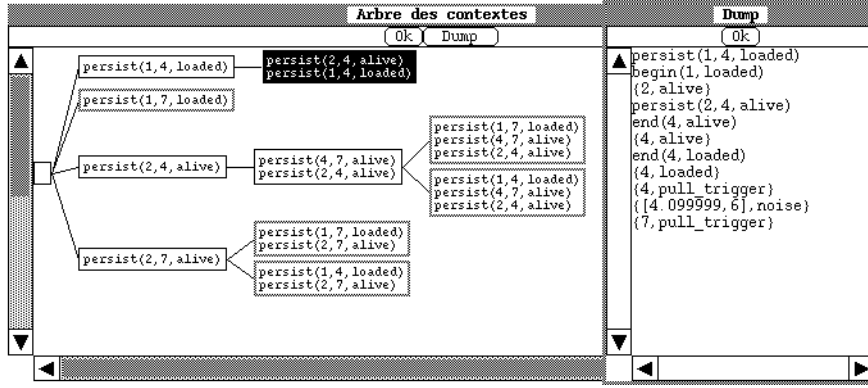 Arbre des contextes
Ok
Dump
persist(1,4,loaded)
persist(2,4,alive)
persist(1,4,loaded)
persist(1,7,loaded)
persist(2,4,alive)
persist(4,7,alive)
persist(2,4,alive)
persist(1,7,loaded)
persist(4,7,alive)
persist(2,4,alive)
persist(1,4,loaded)
persist(4,7,alive)
persist(2,4,alive)
persist(2,7,alive)
persist(1,7,loaded)
persist(2,7,alive)
persist(1,4,loaded)
persist(2,7,alive)
Dump
Ok
persist(1,4,loaded)
begin(1,loaded)
{2,alive}
persist(2,4,alive)
end(4,alive)
{4,alive}
end(4,loaded)
{4,loaded}
{4,pull_trigger}
{[4.099999,6],noise}
{7,pull_trigger}